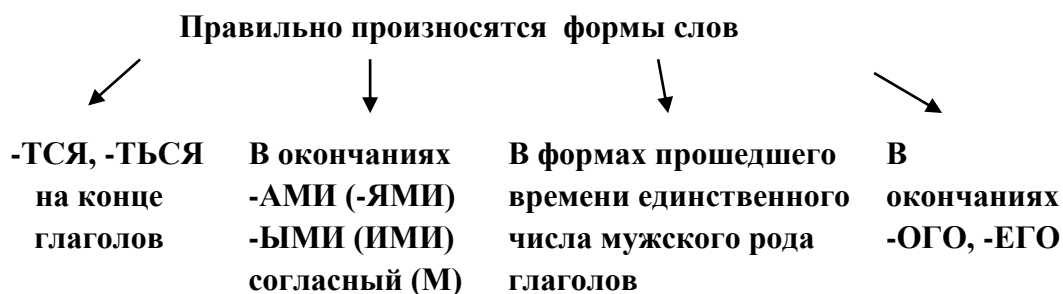 Правильно произносятся формы слов
-ТСЯ, -ТЬСЯ
на конце
глаголов
В окончаниях
-АМИ (-ЯМИ)
-ЫМИ (ИМИ)
согласный (М)
В формах прошедшего
времени единственного
числа мужского рода
глаголов
В
окончаниях
-ОГО, -ЕГО